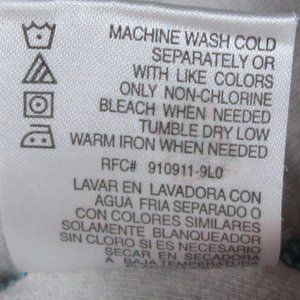 MACHINE WASH COLD
SEPARATELY OR
WITH LIKE COLORS
ONLY NON-CHLORINE
BLEACH WHEN NEEDED
TUMBLE DRY LOW
WARM IRON WHEN NEEDED
RFC# 910911-9L0
LAVAR EN LAVADORA CON
AGUA FRIA SEPARADO O
CON COLORES SIMILARES
SOLAMENTE BLANQUEADOR
SIN CLORO SI ES NECESARIO
SECAR EN SECADORA
A BAJA TEMPERATURA